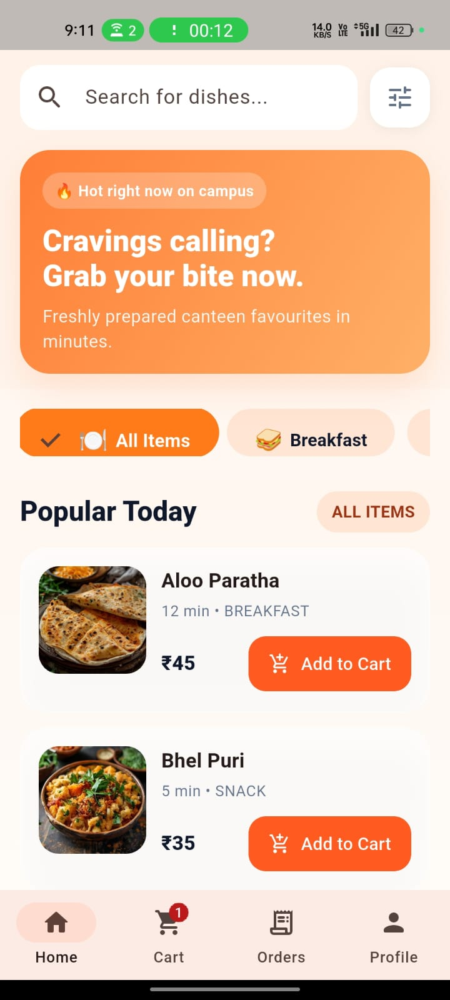 9:11 2 ! 00:12 14.0 KB/S Vo LTE 5G 42
Search for dishes...
🔥 Hot right now on campus
Cravings calling?
Grab your bite now.
Freshly prepared canteen favourites in
minutes.
All Items Breakfast
Popular Today ALL ITEMS
Aloo Paratha
12 min • BREAKFAST
₹45 Add to Cart
Bhel Puri
5 min • SNACK
₹35 Add to Cart
1
Home Cart Orders Profile